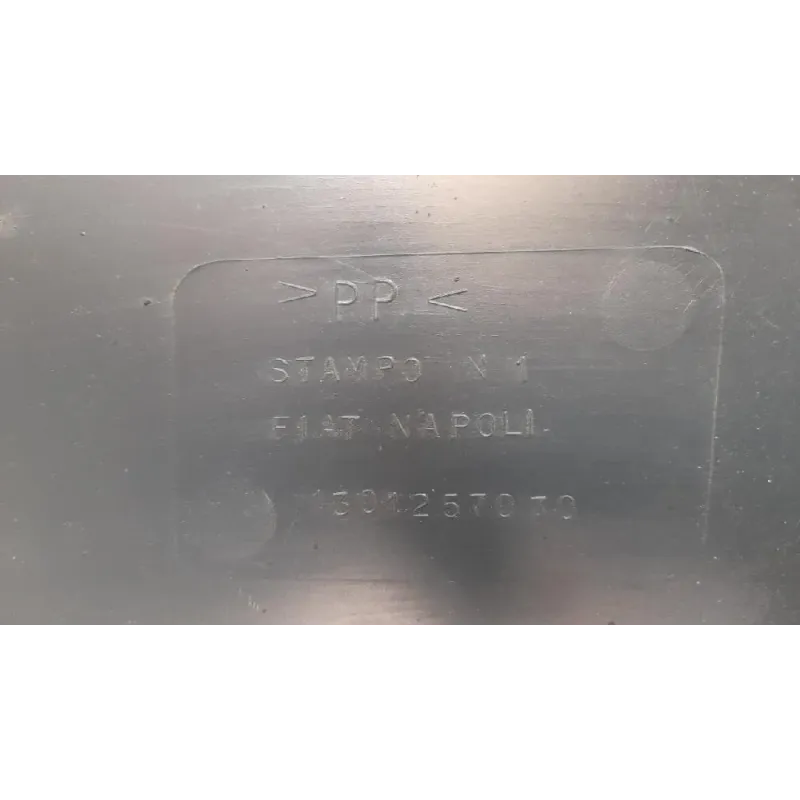 >PP<
STAMPO N 1
FIAT NAPOLI
1301257070